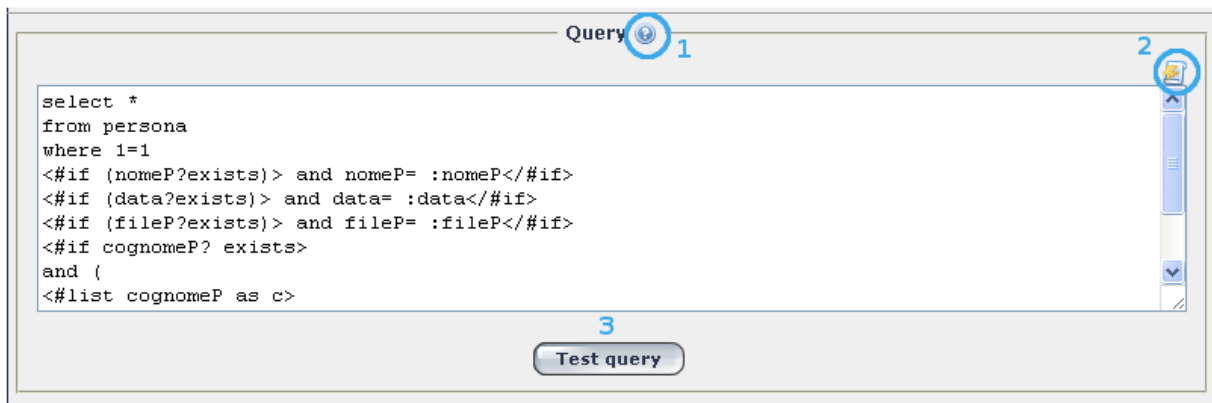 Query
1
2
select *
from persona
where 1=1
<#if (nomeP?exists)> and nomeP= :nomeP</#if>
<#if (data?exists)> and data= :data</#if>
<#if (fileP?exists)> and fileP= :fileP</#if>
<#if cognomeP? exists>
and (
<#list cognomeP as c>
3
Test query